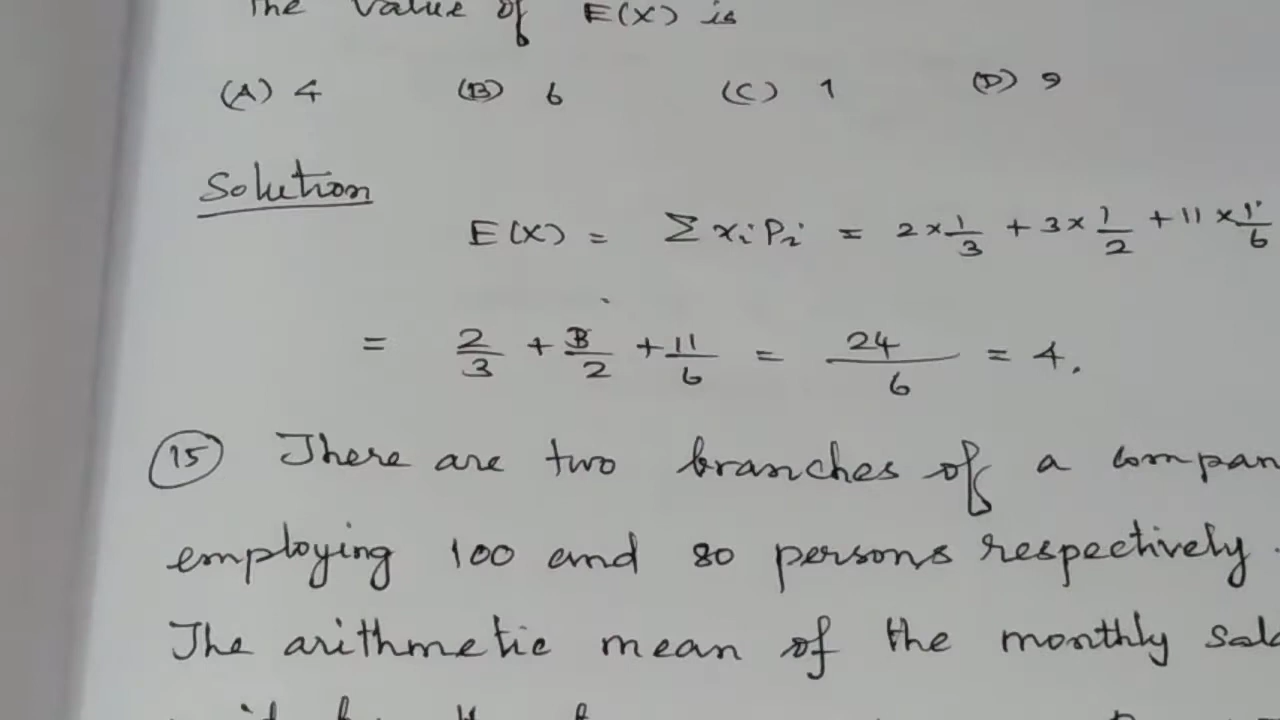 The value of E(X) is
(A) 4 (B) 6 (C) 1 (D) 9
Solution
E(X) = Σ xi Pi = 2 × 1/3 + 3 × 1/2 + 11 × 1/6
= 2/3 + 3/2 + 11/6 = 24/6 = 4.
(15) There are two branches of a compan
employing 100 and 80 persons respectively.
The arithmetic mean of the monthly sala